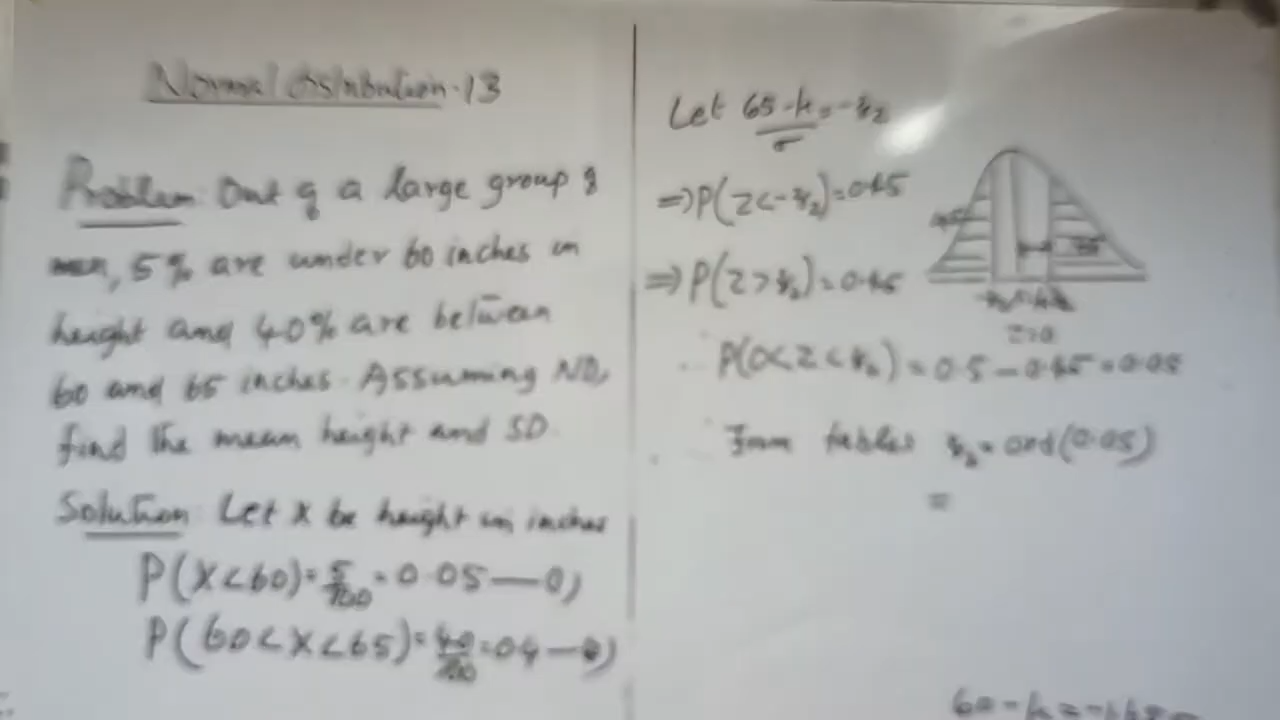 Normal distribution-13
Problem: Out of a large group of
men, 5% are under 60 inches in
height and 40% are between
60 and 65 inches. Assuming ND,
find the mean height and SD.
Solution: Let X be height in inches
P(X<60)=5/100=0.05—(1)
P(60<X<65)=40/100=0.4—(2)
Let (65-μ)/σ=-z₂
⇒P(Z<-z₂)=0.45
⇒P(Z>z₂)=0.45
∴ P(0<Z<z₂)=0.5-0.45=0.05
z=0
From tables z₂=ord(0.05)
=